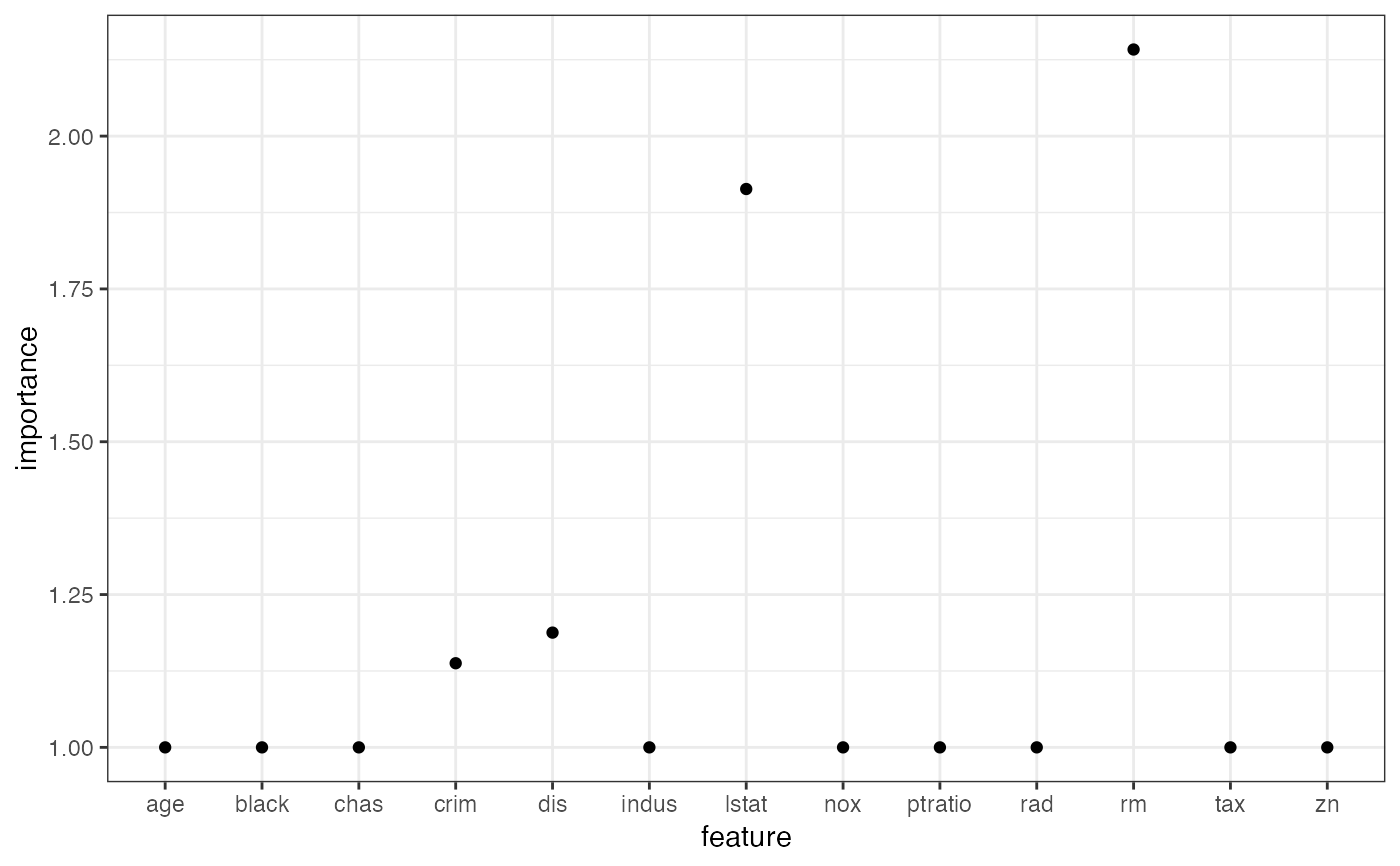 importance
2.00
1.75
1.50
1.25
1.00
age black chas crim dis indus lstat nox ptratio rad rm tax zn
feature